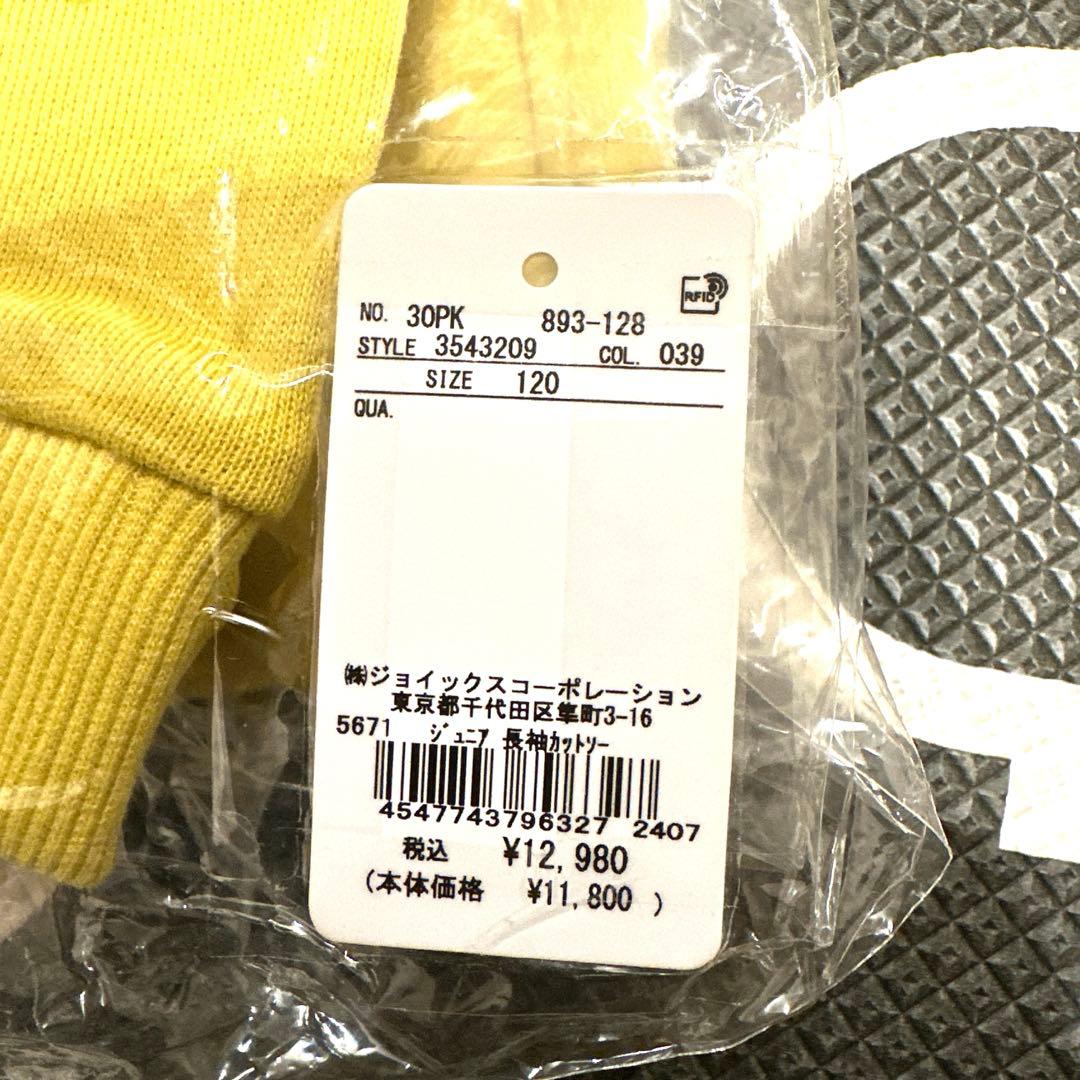 RFID
NO. 30PK 893-128
STYLE 3543209 COL. 039
SIZE 120
QUA.
㈱ジョイックスコーポレーション
東京都千代田区隼町3-16
5671 ジュニア 長袖カットソー
4547743796327 2407
税込 ¥12,980
(本体価格 ¥11,800 )